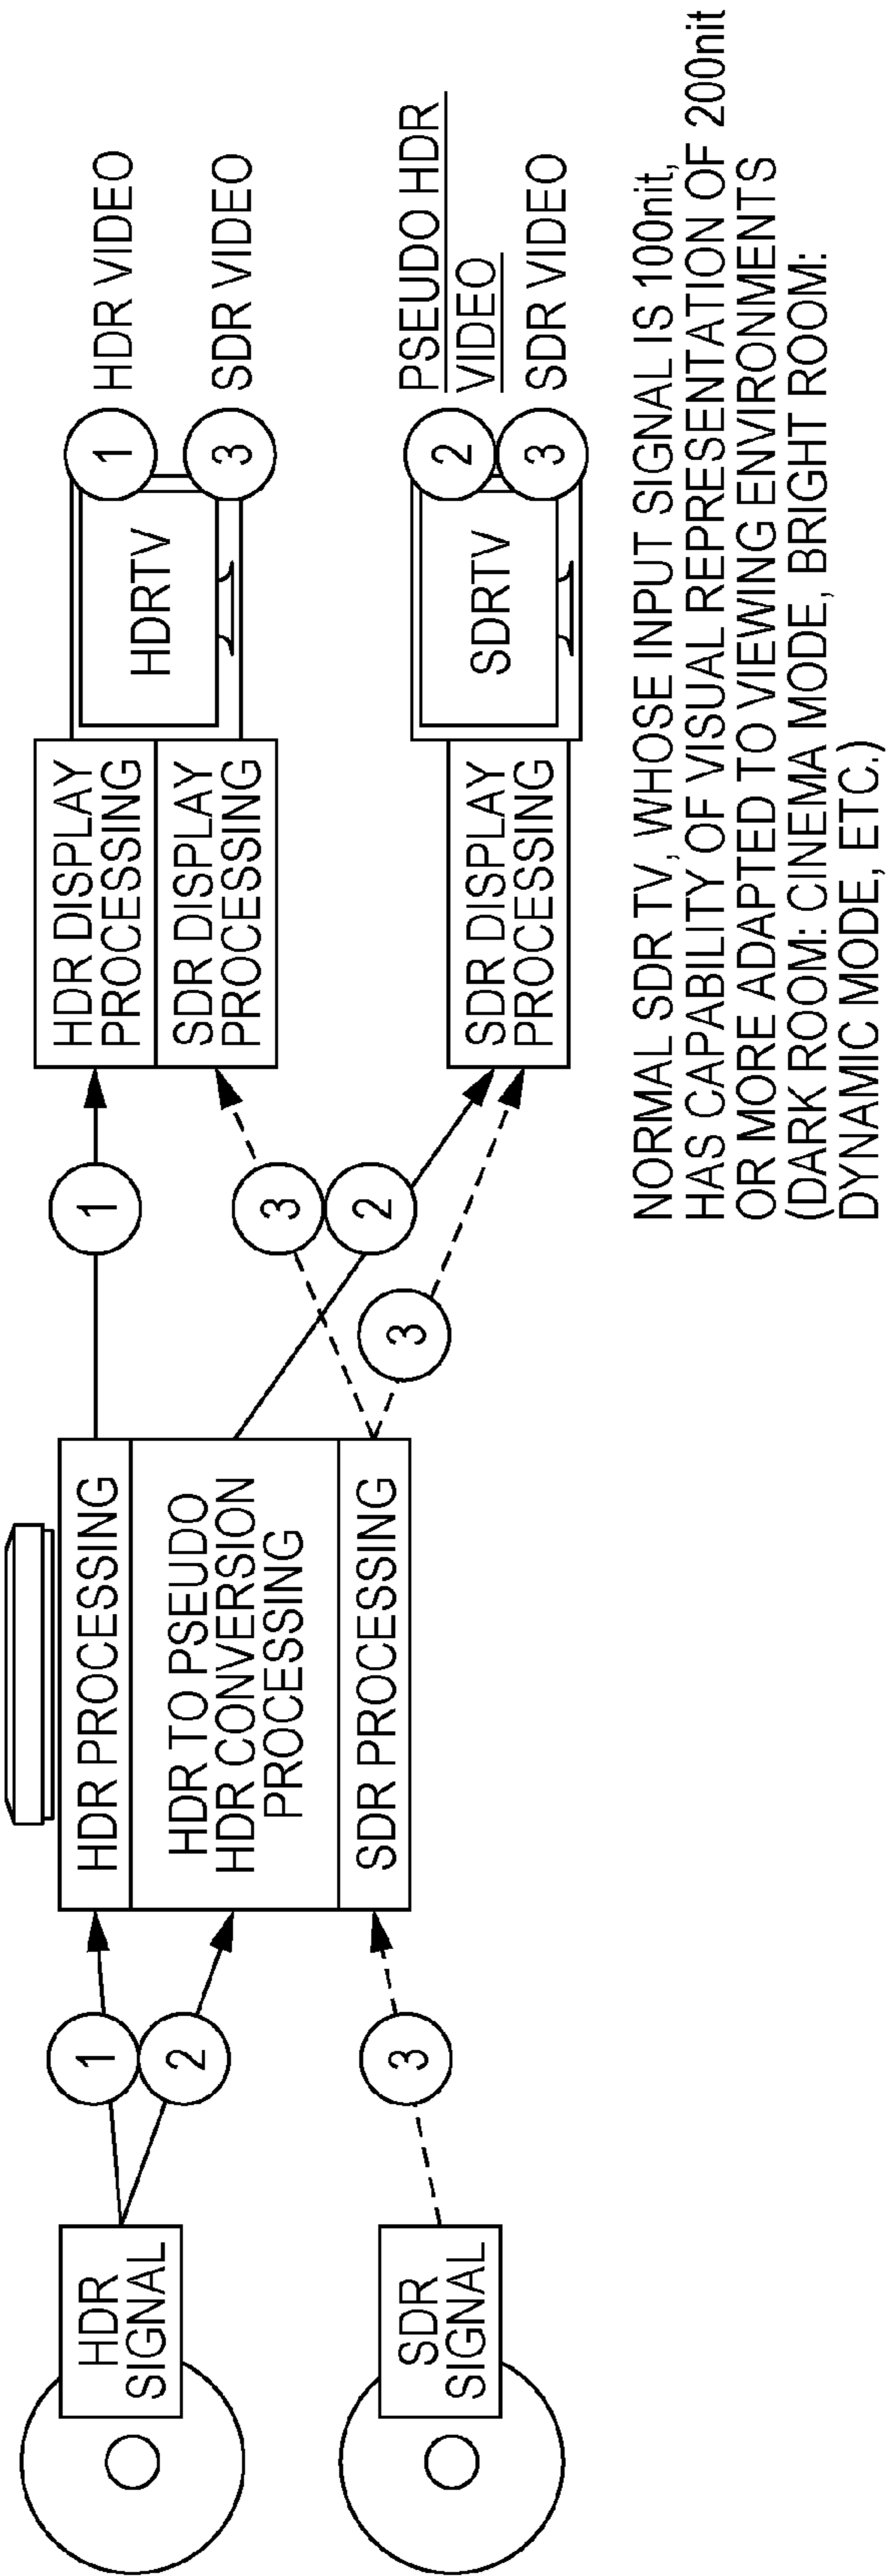 HDR
SIGNAL
SDR
SIGNAL
1
2
3
HDR PROCESSING
HDR TO PSEUDO
HDR CONVERSION
PROCESSING
SDR PROCESSING
1
3
2
3
HDR DISPLAY
PROCESSING
SDR DISPLAY
PROCESSING
HDRTV
1
HDR VIDEO
3
SDR VIDEO
SDR DISPLAY
PROCESSING
SDRTV
2
PSEUDO HDR
VIDEO
3
SDR VIDEO
NORMAL SDR TV, WHOSE INPUT SIGNAL IS 100nit,
HAS CAPABILITY OF VISUAL REPRESENTATION OF 200nit
OR MORE ADAPTED TO VIEWING ENVIRONMENTS
(DARK ROOM: CINEMA MODE, BRIGHT ROOM:
DYNAMIC MODE, ETC.)